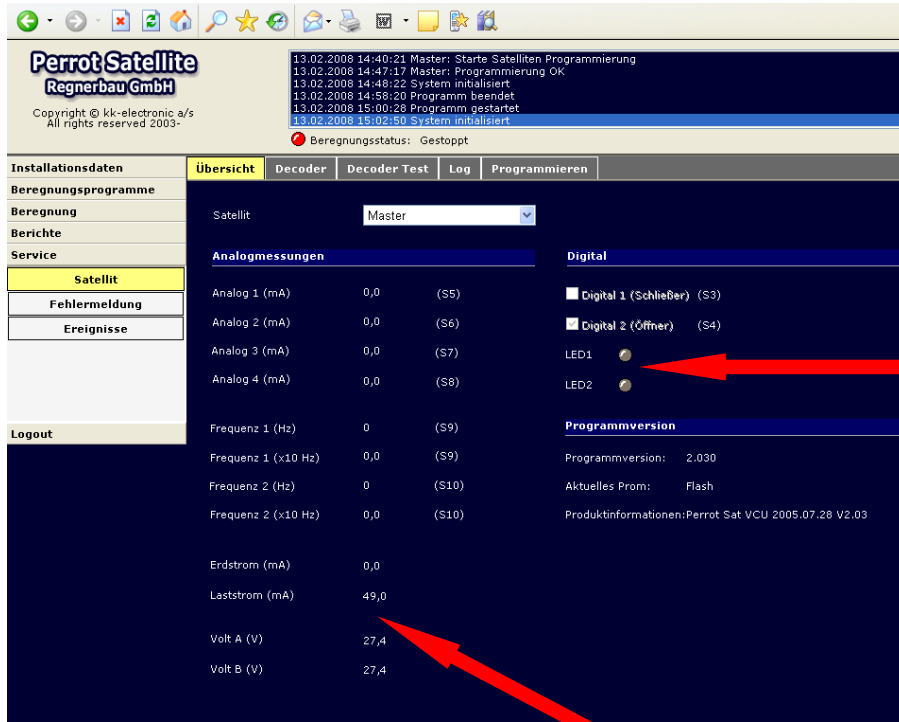 Perrot Satellite
Regnerbau GmbH
Copyright © kk-electronic a/s
All rights reserved 2003-
13.02.2008 14:40:21 Master: Starte Satelliten Programmierung
13.02.2008 14:47:17 Master: Programmierung OK
13.02.2008 14:48:22 System initialisiert
13.02.2008 14:58:20 Programm beendet
13.02.2008 15:00:28 Programm gestartet
13.02.2008 15:02:50 System initialisiert
Beregnungsstatus: Gestoppt
Installationsdaten
Beregnungsprogramme
Beregnung
Berichte
Service
Satellit
Fehlermeldung
Ereignisse
Logout
Übersicht Decoder Decoder Test Log Programmieren
Satellit Master
Analogmessungen
Analog 1 (mA) 0,0 (S5)
Analog 2 (mA) 0,0 (S6)
Analog 3 (mA) 0,0 (S7)
Analog 4 (mA) 0,0 (S8)
Frequenz 1 (Hz) 0 (S9)
Frequenz 1 (x10 Hz) 0,0 (S9)
Frequenz 2 (Hz) 0 (S10)
Frequenz 2 (x10 Hz) 0,0 (S10)
Erdstrom (mA) 0,0
Laststrom (mA) 49,0
Volt A (V) 27,4
Volt B (V) 27,4
Digital
Digital 1 (Schließer) (S3)
Digital 2 (Öffner) (S4)
LED1
LED2
Programmversion
Programmversion: 2.030
Aktuelles Prom: Flash
Produktinformationen:Perrot Sat VCU 2005.07.28 V2.03